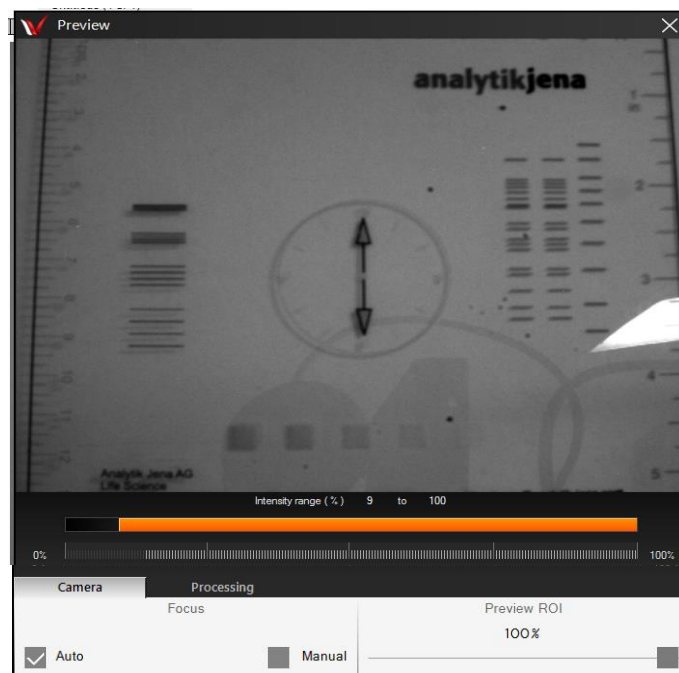 Preview
analytikjena
1
2
3
4
5
Analytik Jena AG
Life Science
Intensity range ( % ) 9 to 100
0% 100%
Camera Processing
Focus Preview ROI
100%
Auto Manual